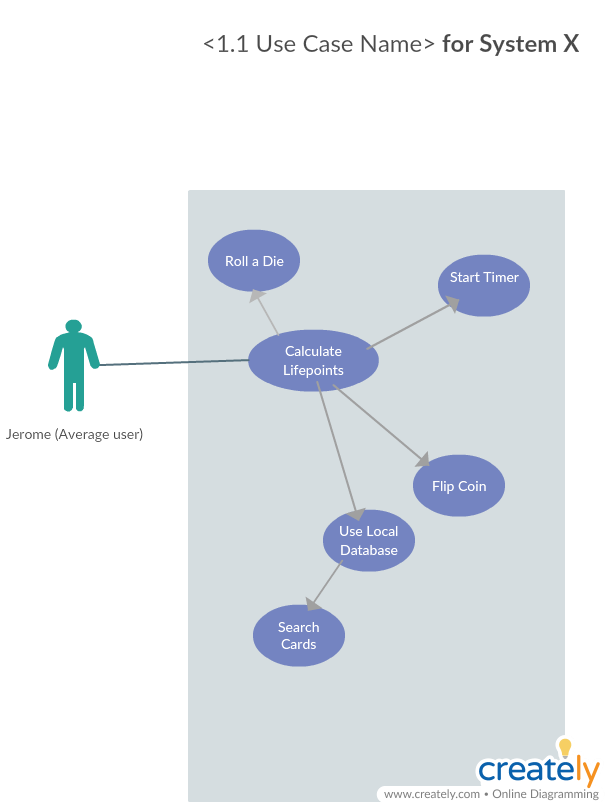 <1.1 Use Case Name> for System X
Roll a Die
Start Timer
Calculate
Lifepoints
Jerome (Average user)
Flip Coin
Use Local
Database
Search
Cards
creately
www.creately.com • Online Diagramming